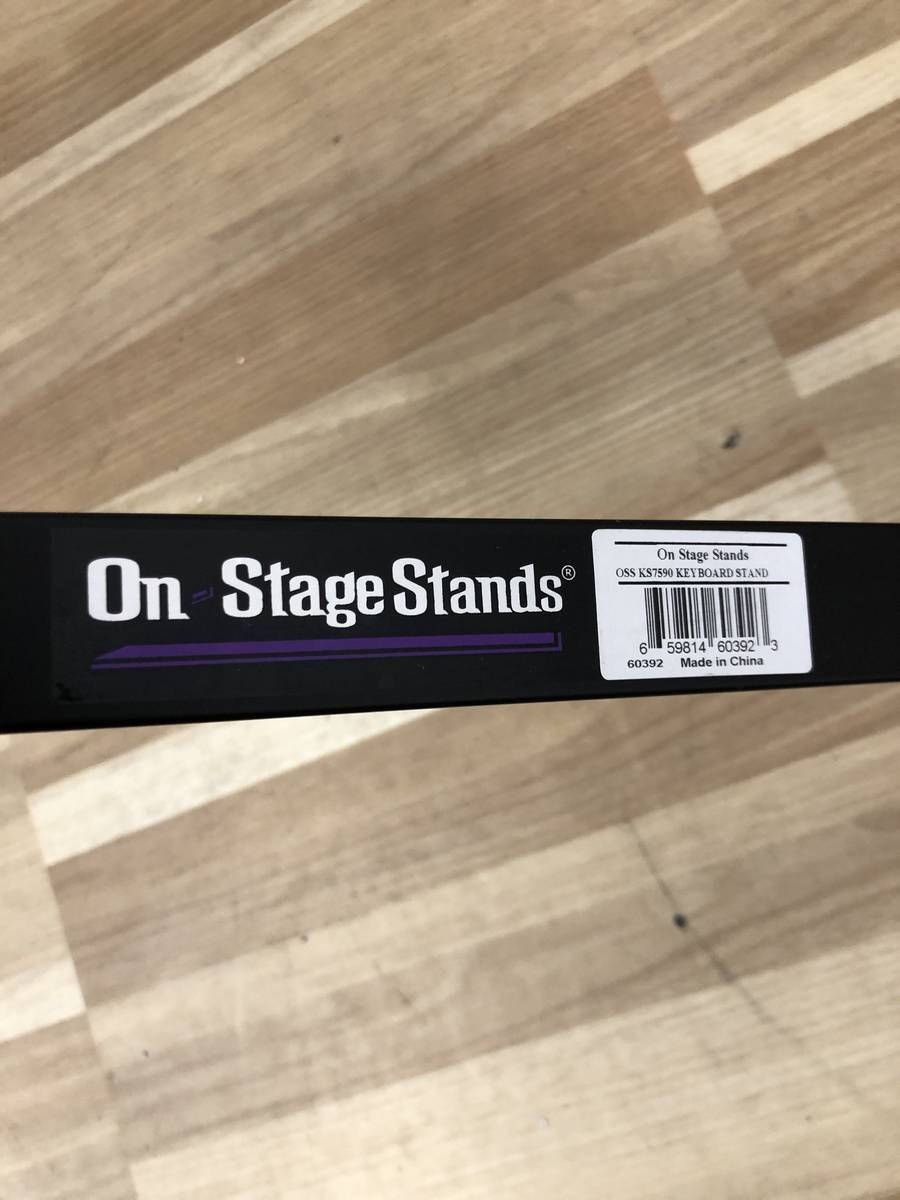 On-Stage Stands®
On Stage Stands
OSS KS7590 KEYBOARD STAND
6 59814 60392 3
60392 Made in China